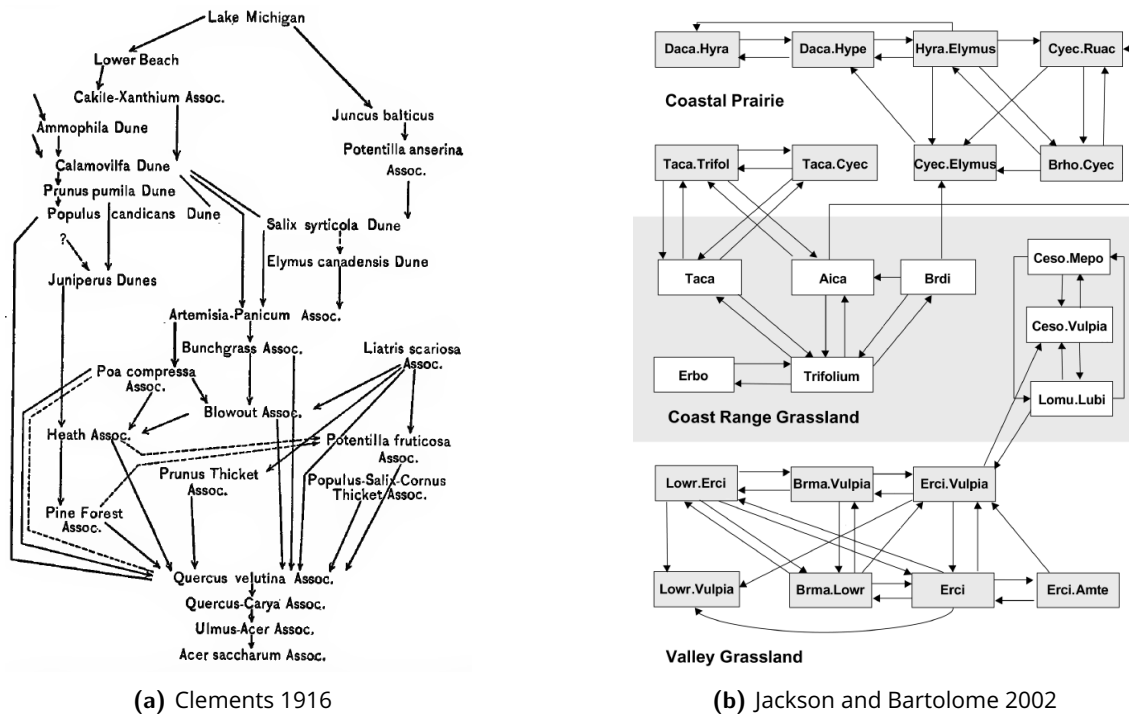 Lake Michigan
Lower Beach
Cakile-Xanthium Assoc.
Juncus balticus
Ammophila Dune
Potentilla anserina
Assoc.
Calamovilfa Dune
Prunus pumila Dune
Populus candicans Dune
Salix syrticola Dune
?
Elymus canadensis Dune
Juniperus Dunes
Artemisia-Panicum Assoc.
Bunchgrass Assoc.
Liatris scariosa
Assoc.
Poa compressa
Assoc.
Blowout Assoc.
Heath Assoc.
Potentilla fruticosa
Assoc.
Prunus Thicket
Assoc.
Populus-Salix-Cornus
Thicket Assoc.
Pine Forest
Assoc.
Quercus velutina Assoc.
Quercus-Carya Assoc.
Ulmus-Acer Assoc.
Acer saccharum Assoc.
(a) Clements 1916
Daca.Hyra
Daca.Hype
Hyra.Elymus
Cyec.Ruac
Coastal Prairie
Taca.Trifol
Taca.Cyec
Cyec.Elymus
Brho.Cyec
Taca
Aica
Brdi
Ceso.Mepo
Ceso.Vulpia
Erbo
Trifolium
Lomu.Lubi
Coast Range Grassland
Lowr.Erci
Brma.Vulpia
Erci.Vulpia
Lowr.Vulpia
Brma.Lowr
Erci
Erci.Amte
Valley Grassland
(b) Jackson and Bartolome 2002